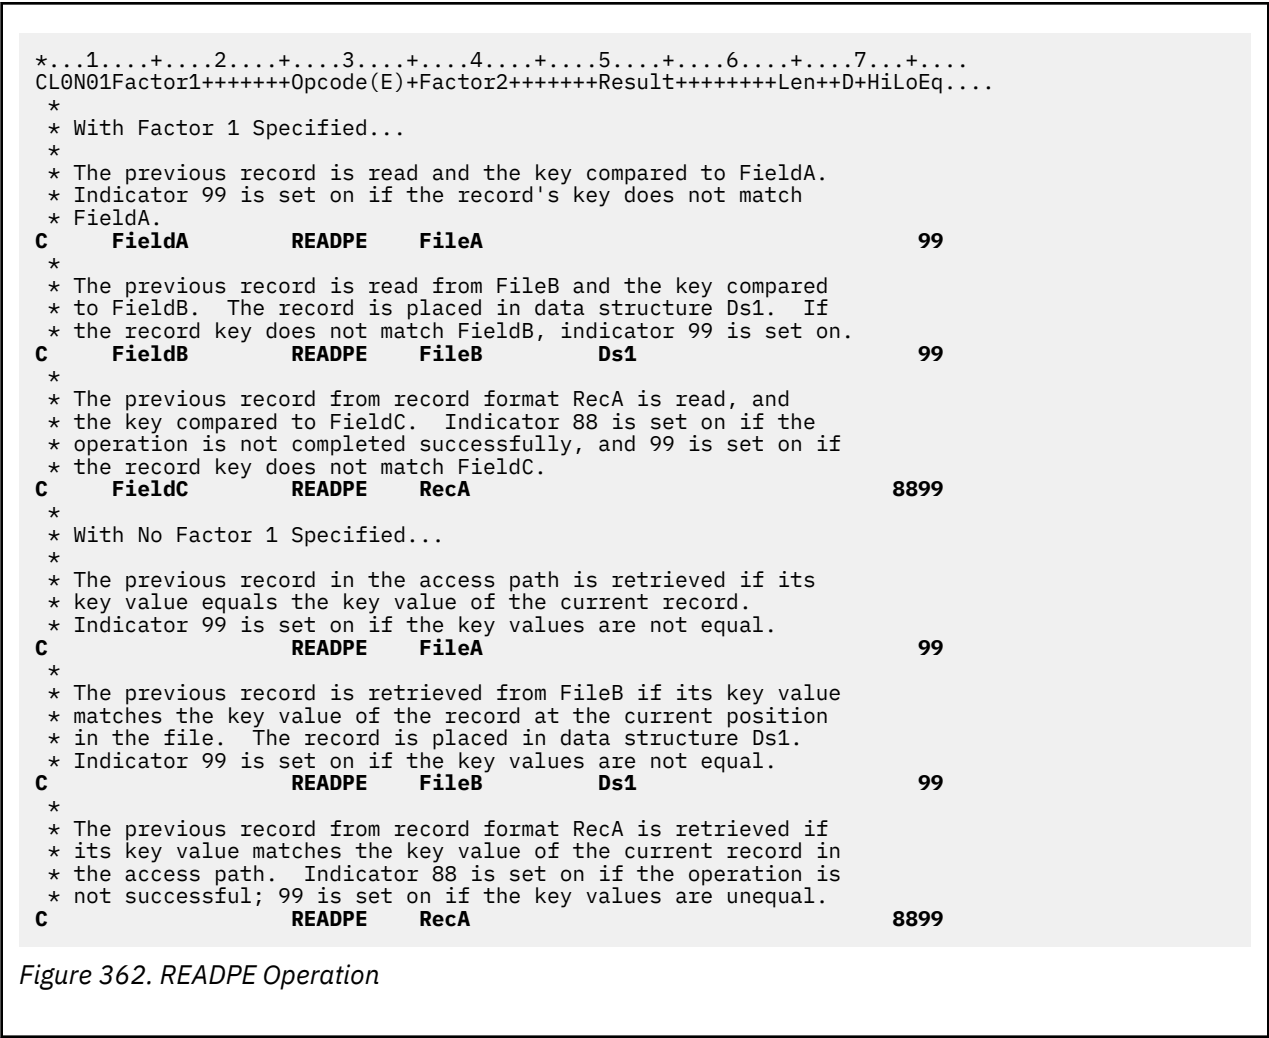 *...1....+....2....+....3....+....4....+....5....+....6....+....7...+....
CL0N01Factor1+++++++Opcode(E)+Factor2+++++++Result++++++++Len++D+HiLoEq....
 *
 * With Factor 1 Specified...
 *
 * The previous record is read and the key compared to FieldA.
 * Indicator 99 is set on if the record's key does not match
 * FieldA.
C     FieldA        READPE    FileA                                  99
 *
 * The previous record is read from FileB and the key compared
 * to FieldB.  The record is placed in data structure Ds1.  If
 * the record key does not match FieldB, indicator 99 is set on.
C     FieldB        READPE    FileB         Ds1                      99
 *
 * The previous record from record format RecA is read, and
 * the key compared to FieldC.  Indicator 88 is set on if the
 * operation is not completed successfully, and 99 is set on if
 * the record key does not match FieldC.
C     FieldC        READPE    RecA                                 8899
 *
 * With No Factor 1 Specified...
 *
 * The previous record in the access path is retrieved if its
 * key value equals the key value of the current record.
 * Indicator 99 is set on if the key values are not equal.
C                   READPE    FileA                                  99
 *
 * The previous record is retrieved from FileB if its key value
 * matches the key value of the record at the current position
 * in the file.  The record is placed in data structure Ds1.
 * Indicator 99 is set on if the key values are not equal.
C                   READPE    FileB         Ds1                      99
 *
 * The previous record from record format RecA is retrieved if
 * its key value matches the key value of the current record in
 * the access path.  Indicator 88 is set on if the operation is
 * not successful; 99 is set on if the key values are unequal.
C                   READPE    RecA                                 8899
Figure 362. READPE Operation